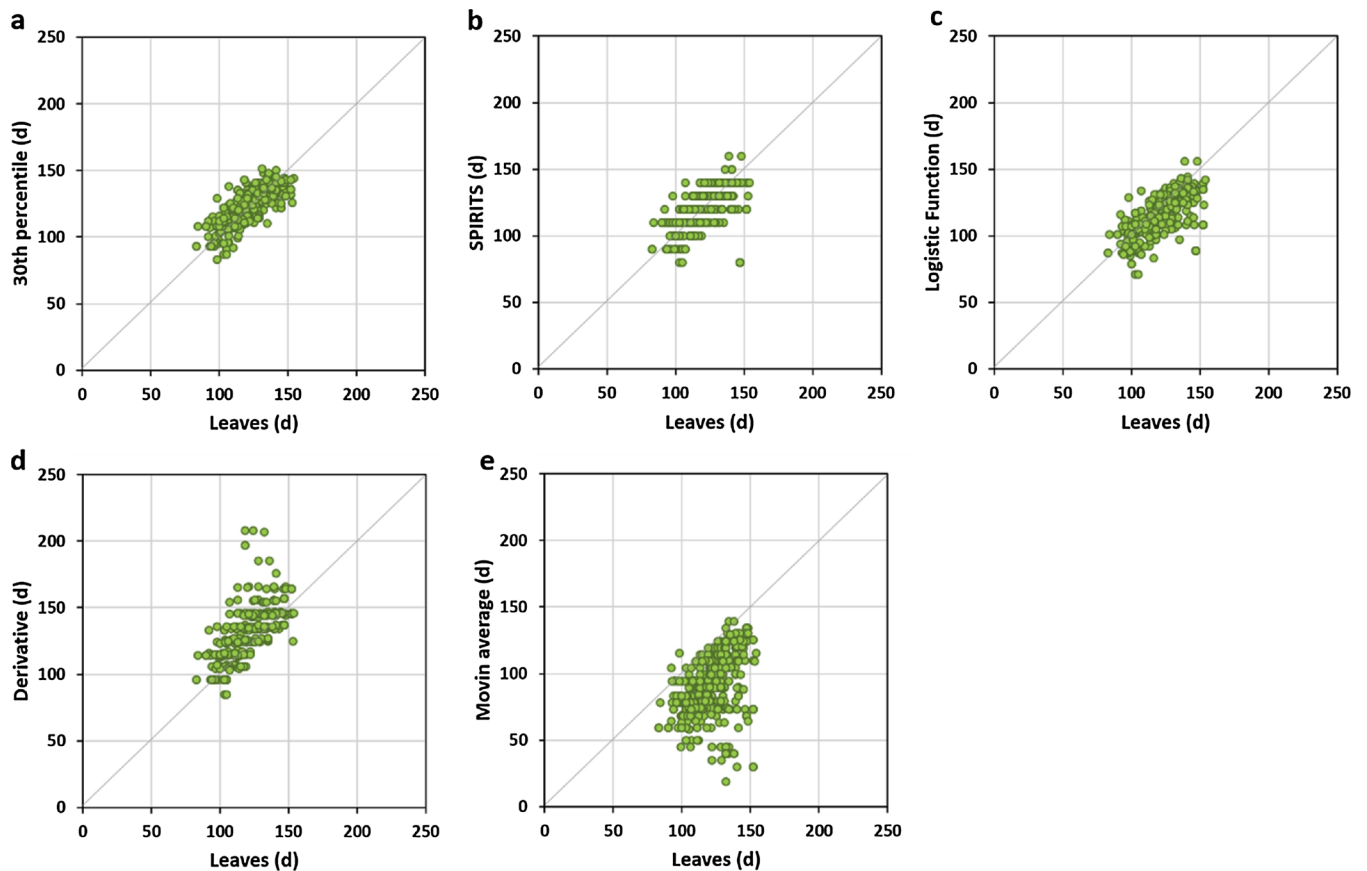 a
250
200
150
100
50
0
0 50 100 150 200 250
30th percentile (d)
Leaves (d)
b
250
200
150
100
50
0
0 50 100 150 200 250
SPIRITS (d)
Leaves (d)
c
250
200
150
100
50
0
0 50 100 150 200 250
Logistic Function (d)
Leaves (d)
d
250
200
150
100
50
0
0 50 100 150 200 250
Derivative (d)
Leaves (d)
e
250
200
150
100
50
0
0 50 100 150 200 250
Movin average (d)
Leaves (d)